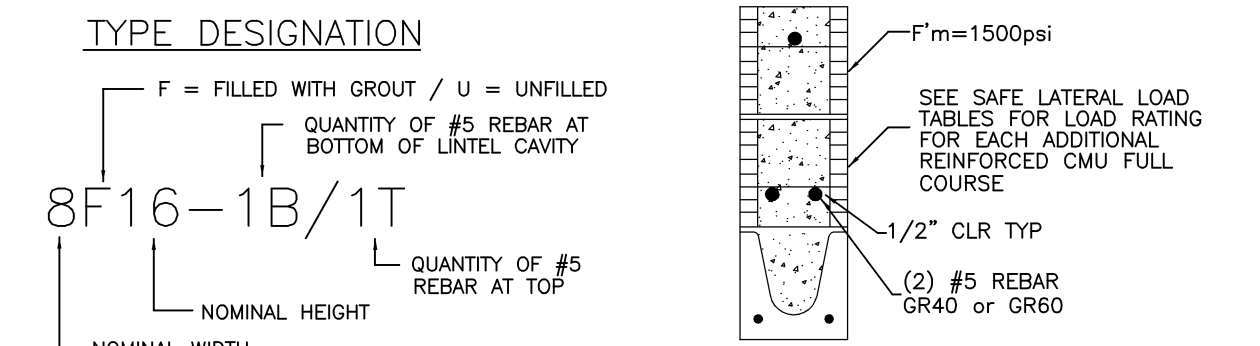 TYPE DESIGNATION
F = FILLED WITH GROUT / U = UNFILLED
QUANTITY OF #5 REBAR AT
BOTTOM OF LINTEL CAVITY
8F16-1B/1T
QUANTITY OF #5
REBAR AT TOP
NOMINAL HEIGHT
NOMINAL WIDTH
F'm=1500psi
SEE SAFE LATERAL LOAD
TABLES FOR LOAD RATING
FOR EACH ADDITIONAL
REINFORCED CMU FULL
COURSE
1/2" CLR TYP
(2) #5 REBAR
GR40 or GR60